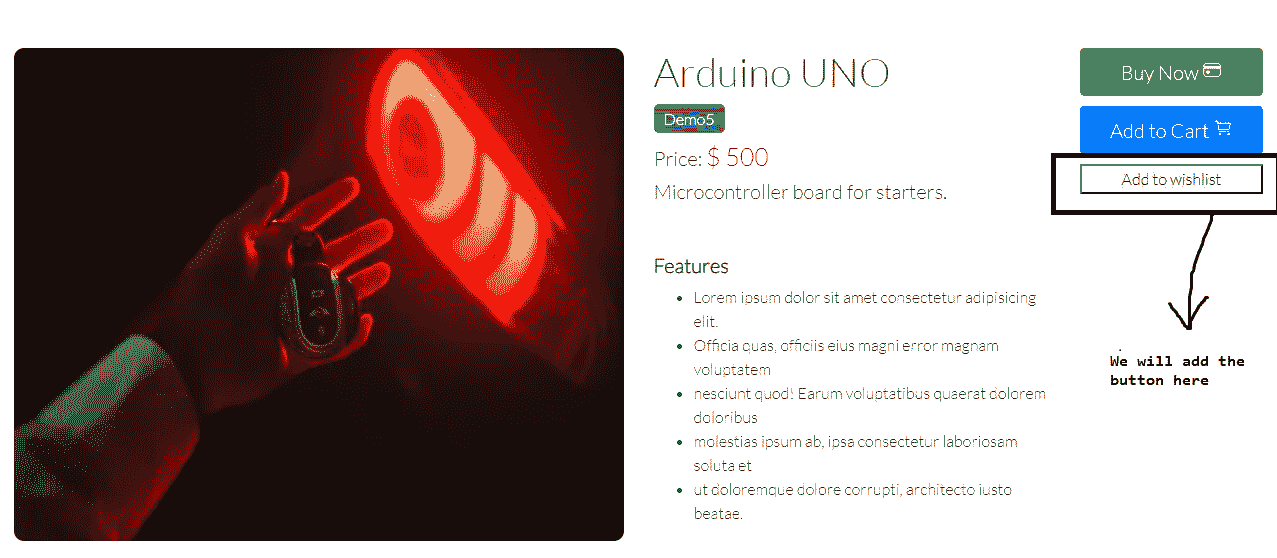 Arduino UNO
Demo5
Price: $ 500
Microcontroller board for starters.
Features
Lorem ipsum dolor sit amet consectetur adipisicing
elit.
Officia quas, officiis eius magni error magnam
voluptatem
nesciunt quod! Earum voluptatibus quaerat dolorem
doloribus
molestias ipsum ab, ipsa consectetur laboriosam
soluta et
ut doloremque dolore corrupti, architecto iusto
beatae.
Buy Now
Add to Cart
Add to wishlist
We will add the
button here